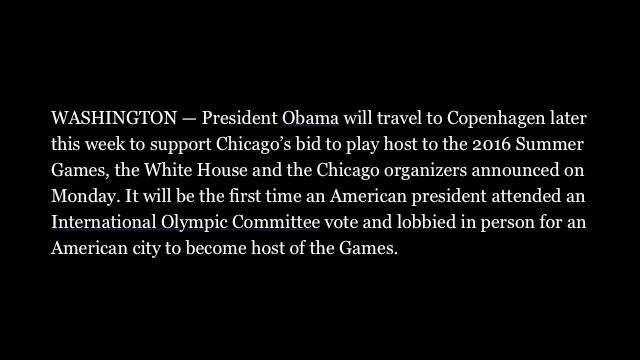 WASHINGTON — President Obama will travel to Copenhagen later
this week to support Chicago’s bid to play host to the 2016 Summer
Games, the White House and the Chicago organizers announced on
Monday. It will be the first time an American president attended an
International Olympic Committee vote and lobbied in person for an
American city to become host of the Games.